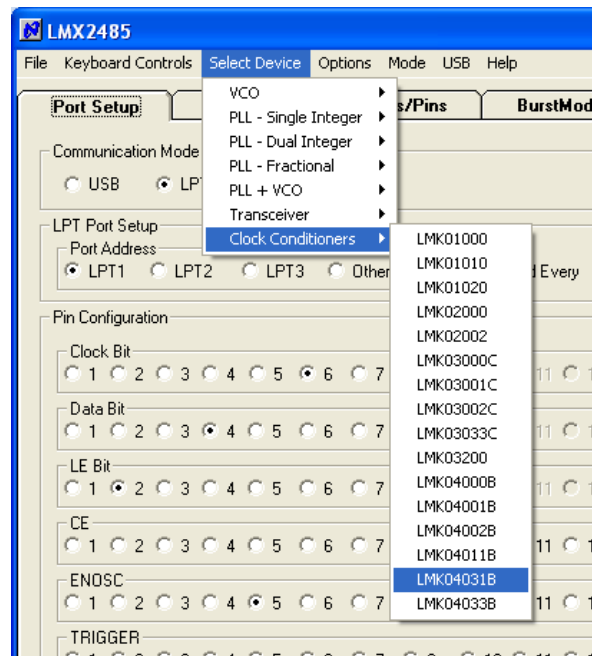 LMX2485
File Keyboard Controls Select Device Options Mode USB Help
Port Setup s/Pins BurstMod
VCO
PLL - Single Integer
PLL - Dual Integer
PLL - Fractional
PLL + VCO
Transceiver
Clock Conditioners
Communication Mode
USB LPT
LPT Port Setup
Port Address
LPT1 LPT2 LPT3 Other Every
LMK01000
LMK01010
LMK01020
LMK02000
LMK02002
LMK03000C
LMK03001C
LMK03002C
LMK03033C
LMK03200
LMK04000B
LMK04001B
LMK04002B
LMK04011B
LMK04031B
LMK04033B
Pin Configuration
Clock Bit
1 2 3 4 5 6 7 11 1
Data Bit
1 2 3 4 5 6 7 11 1
LE Bit
1 2 3 4 5 6 7 11 1
CE
1 2 3 4 5 6 7 11 1
ENOSC
1 2 3 4 5 6 7 11 1
TRIGGER